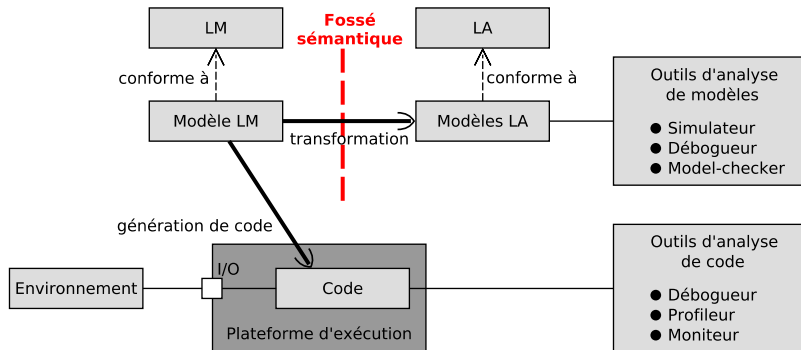 LM
Fossé
sémantique
LA
conforme à
conforme à
Modèle LM
transformation
Modèles LA
Outils d'analyse
de modèles
● Simulateur
● Débogueur
● Model-checker
génération de code
Environnement
I/O
Code
Plateforme d'exécution
Outils d'analyse
de code
● Débogueur
● Profileur
● Moniteur